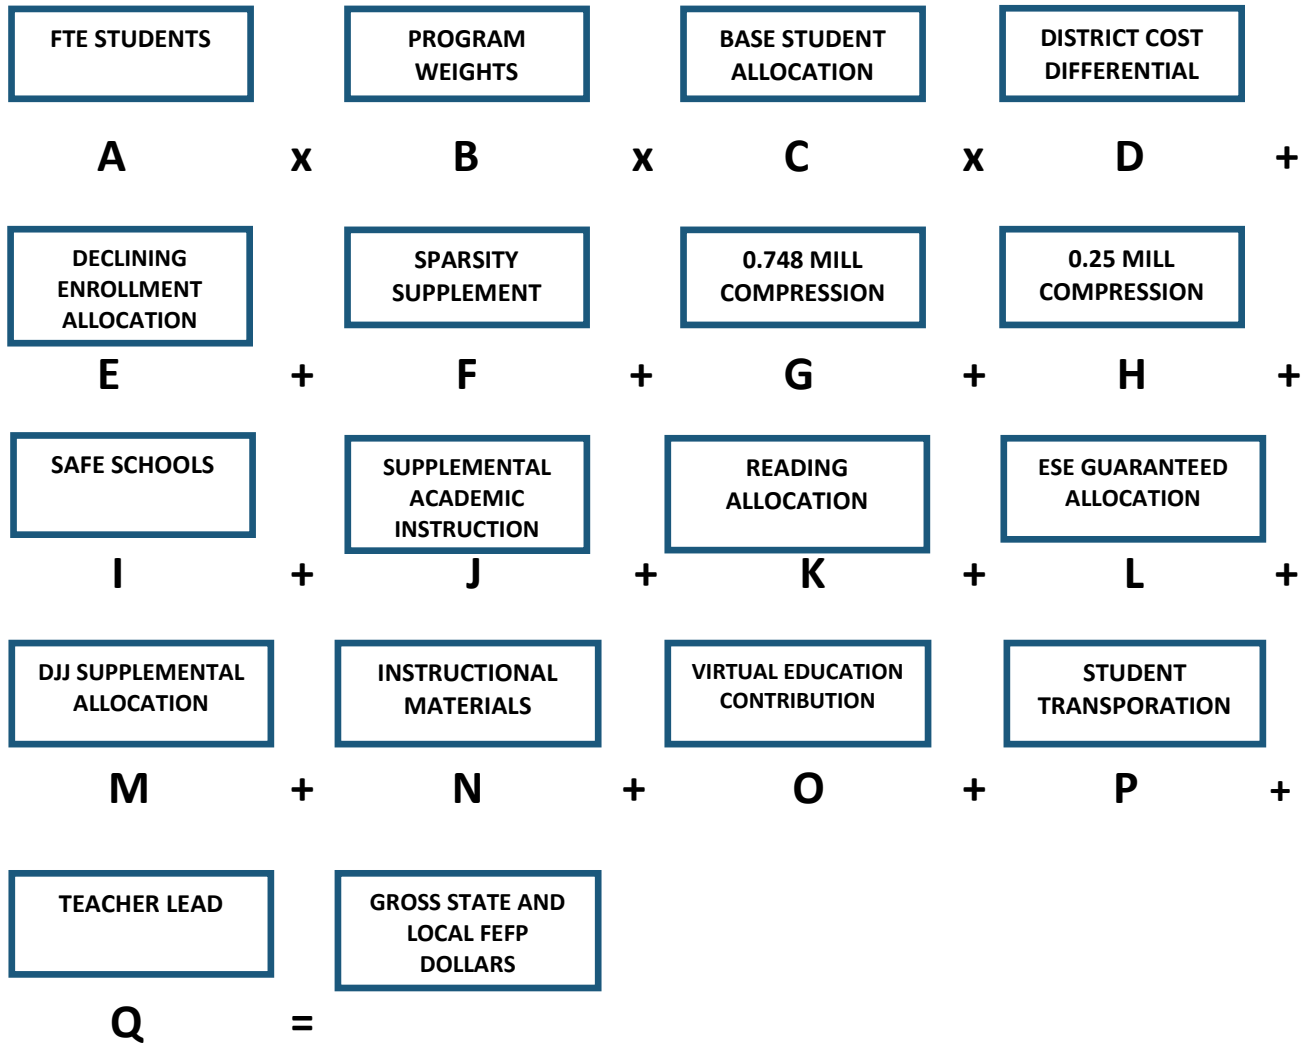 FTE STUDENTS
PROGRAM
WEIGHTS
BASE STUDENT
ALLOCATION
DISTRICT COST
DIFFERENTIAL
A x B x C x D +
DECLINING
ENROLLMENT
ALLOCATION
SPARSITY
SUPPLEMENT
0.748 MILL
COMPRESSION
0.25 MILL
COMPRESSION
E + F + G + H +
SAFE SCHOOLS
SUPPLEMENTAL
ACADEMIC
INSTRUCTION
READING
ALLOCATION
ESE GUARANTEED
ALLOCATION
I + J + K + L +
DJJ SUPPLEMENTAL
ALLOCATION
INSTRUCTIONAL
MATERIALS
VIRTUAL EDUCATION
CONTRIBUTION
STUDENT
TRANSPORATION
M + N + O + P +
TEACHER LEAD
GROSS STATE AND
LOCAL FEFP
DOLLARS
Q =